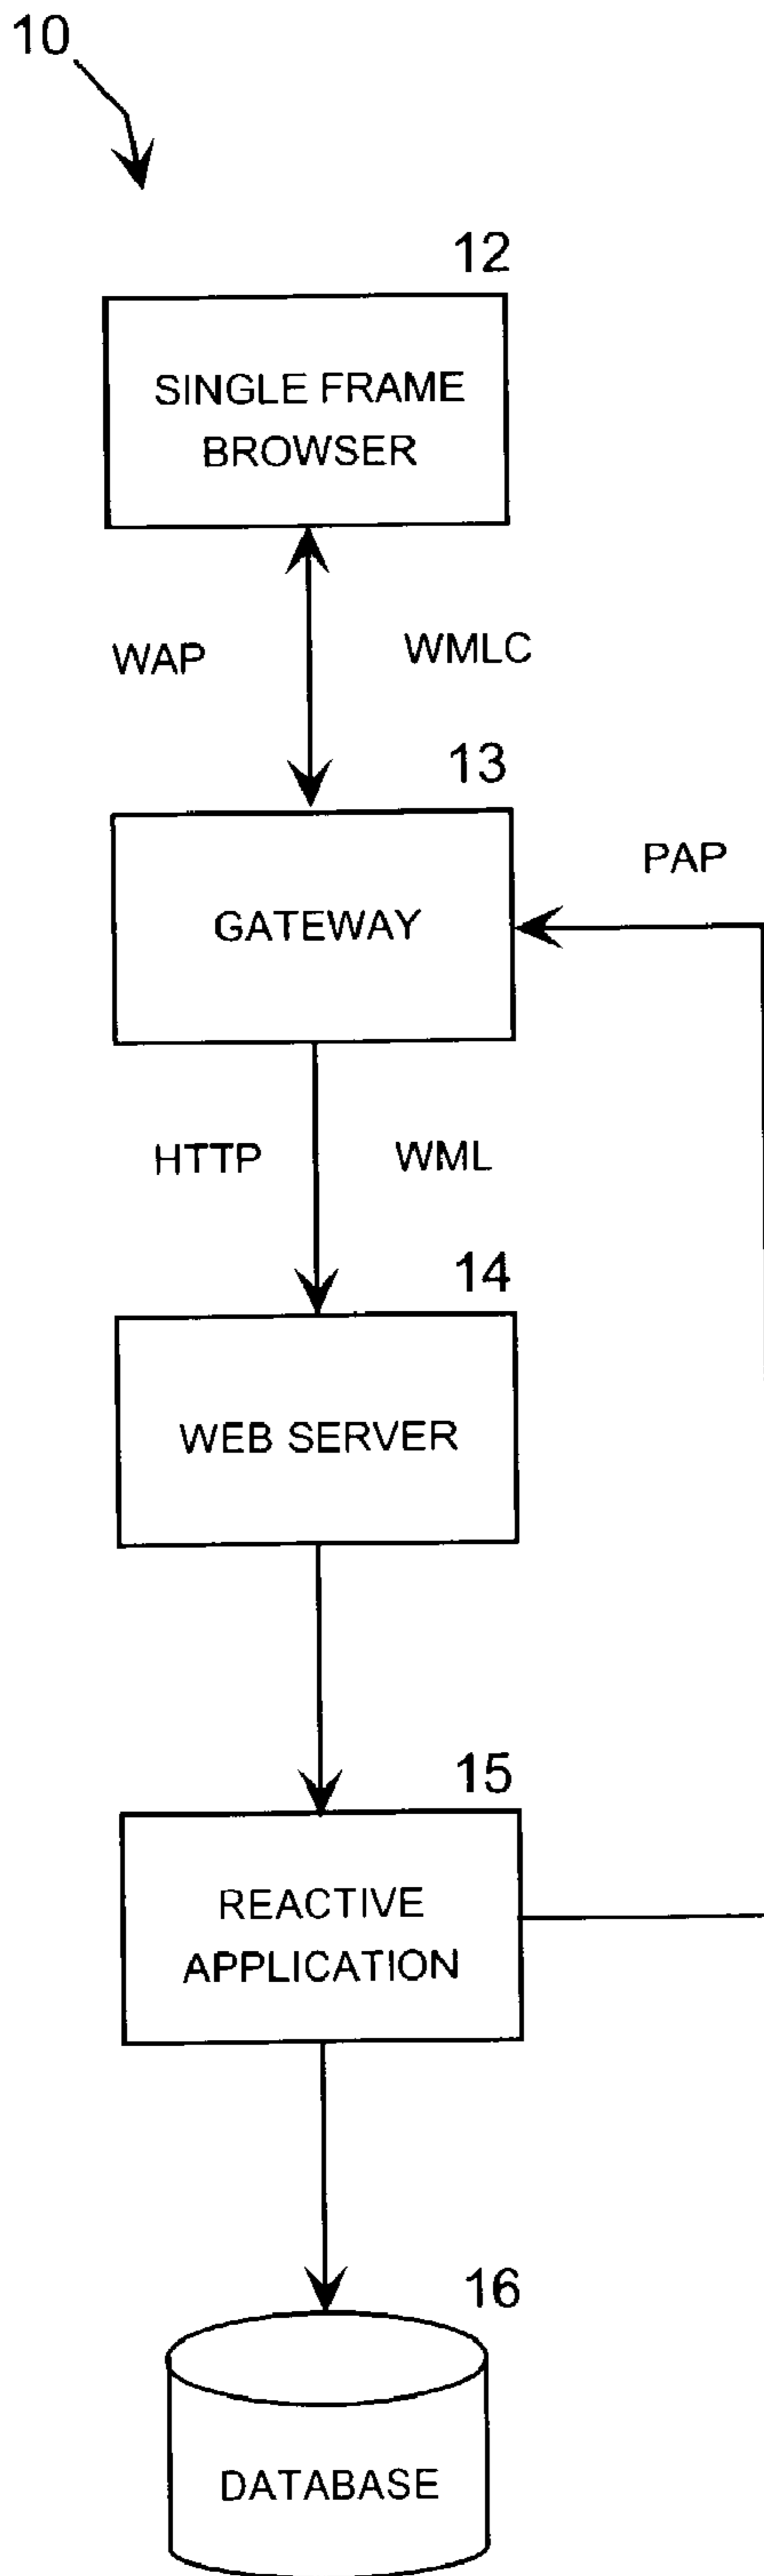 10
12
SINGLE FRAME
BROWSER
WAP
WMLC
13
PAP
GATEWAY
HTTP
WML
14
WEB SERVER
15
REACTIVE
APPLICATION
16
DATABASE